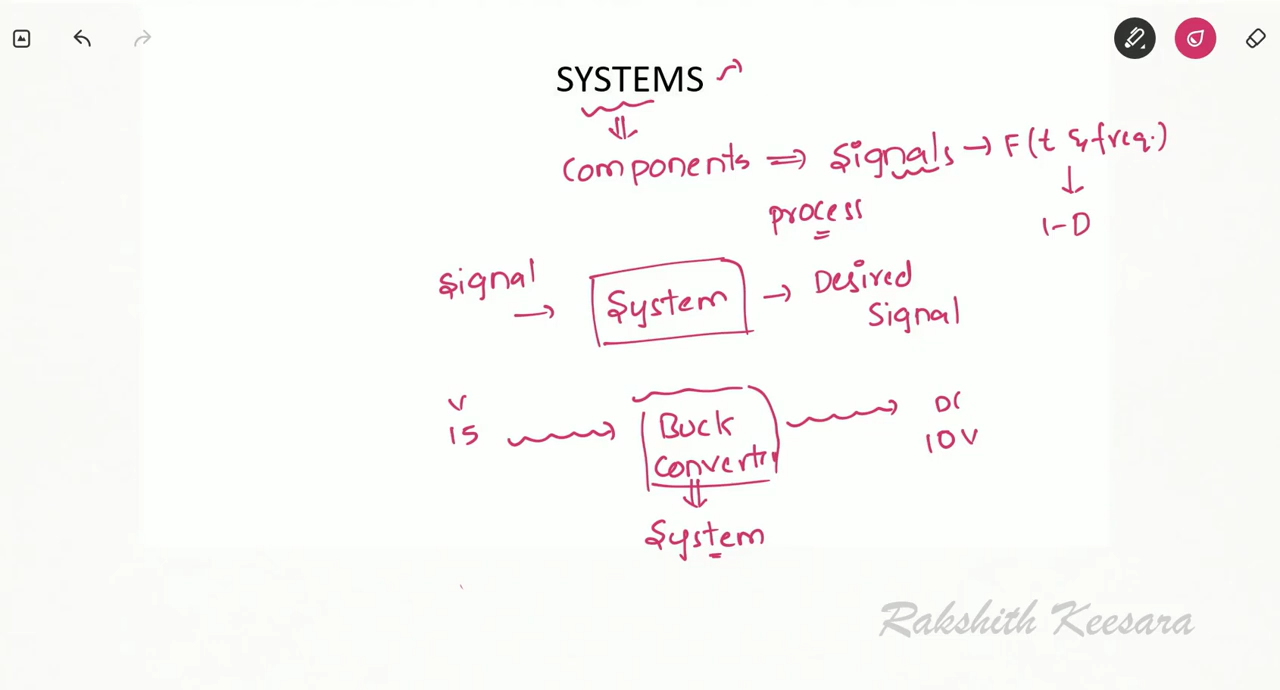 SYSTEMS
Components ⇒ Signals → F(t & freq.)
process
1-D
Signal → System → Desired
Signal
V
15
Buck
Converter
DC
10V
System
Rakshith Keesara